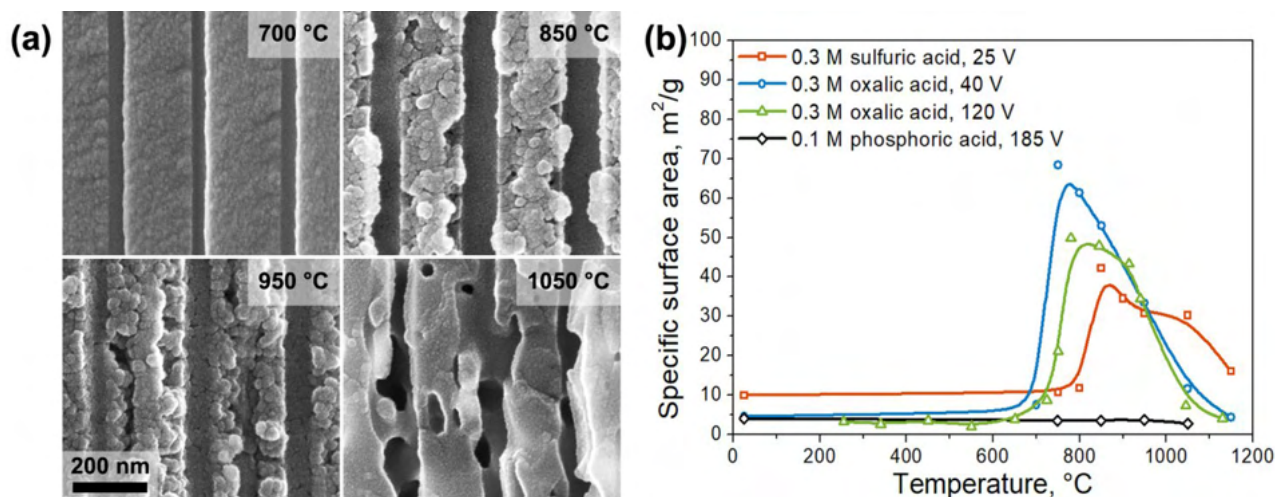 (a)
700 °C
850 °C
950 °C
1050 °C
200 nm
(b)
Specific surface area, m²/g
100
90
80
70
60
50
40
30
20
10
0
0.3 M sulfuric acid, 25 V
0.3 M oxalic acid, 40 V
0.3 M oxalic acid, 120 V
0.1 M phosphoric acid, 185 V
0 200 400 600 800 1000 1200
Temperature, °C